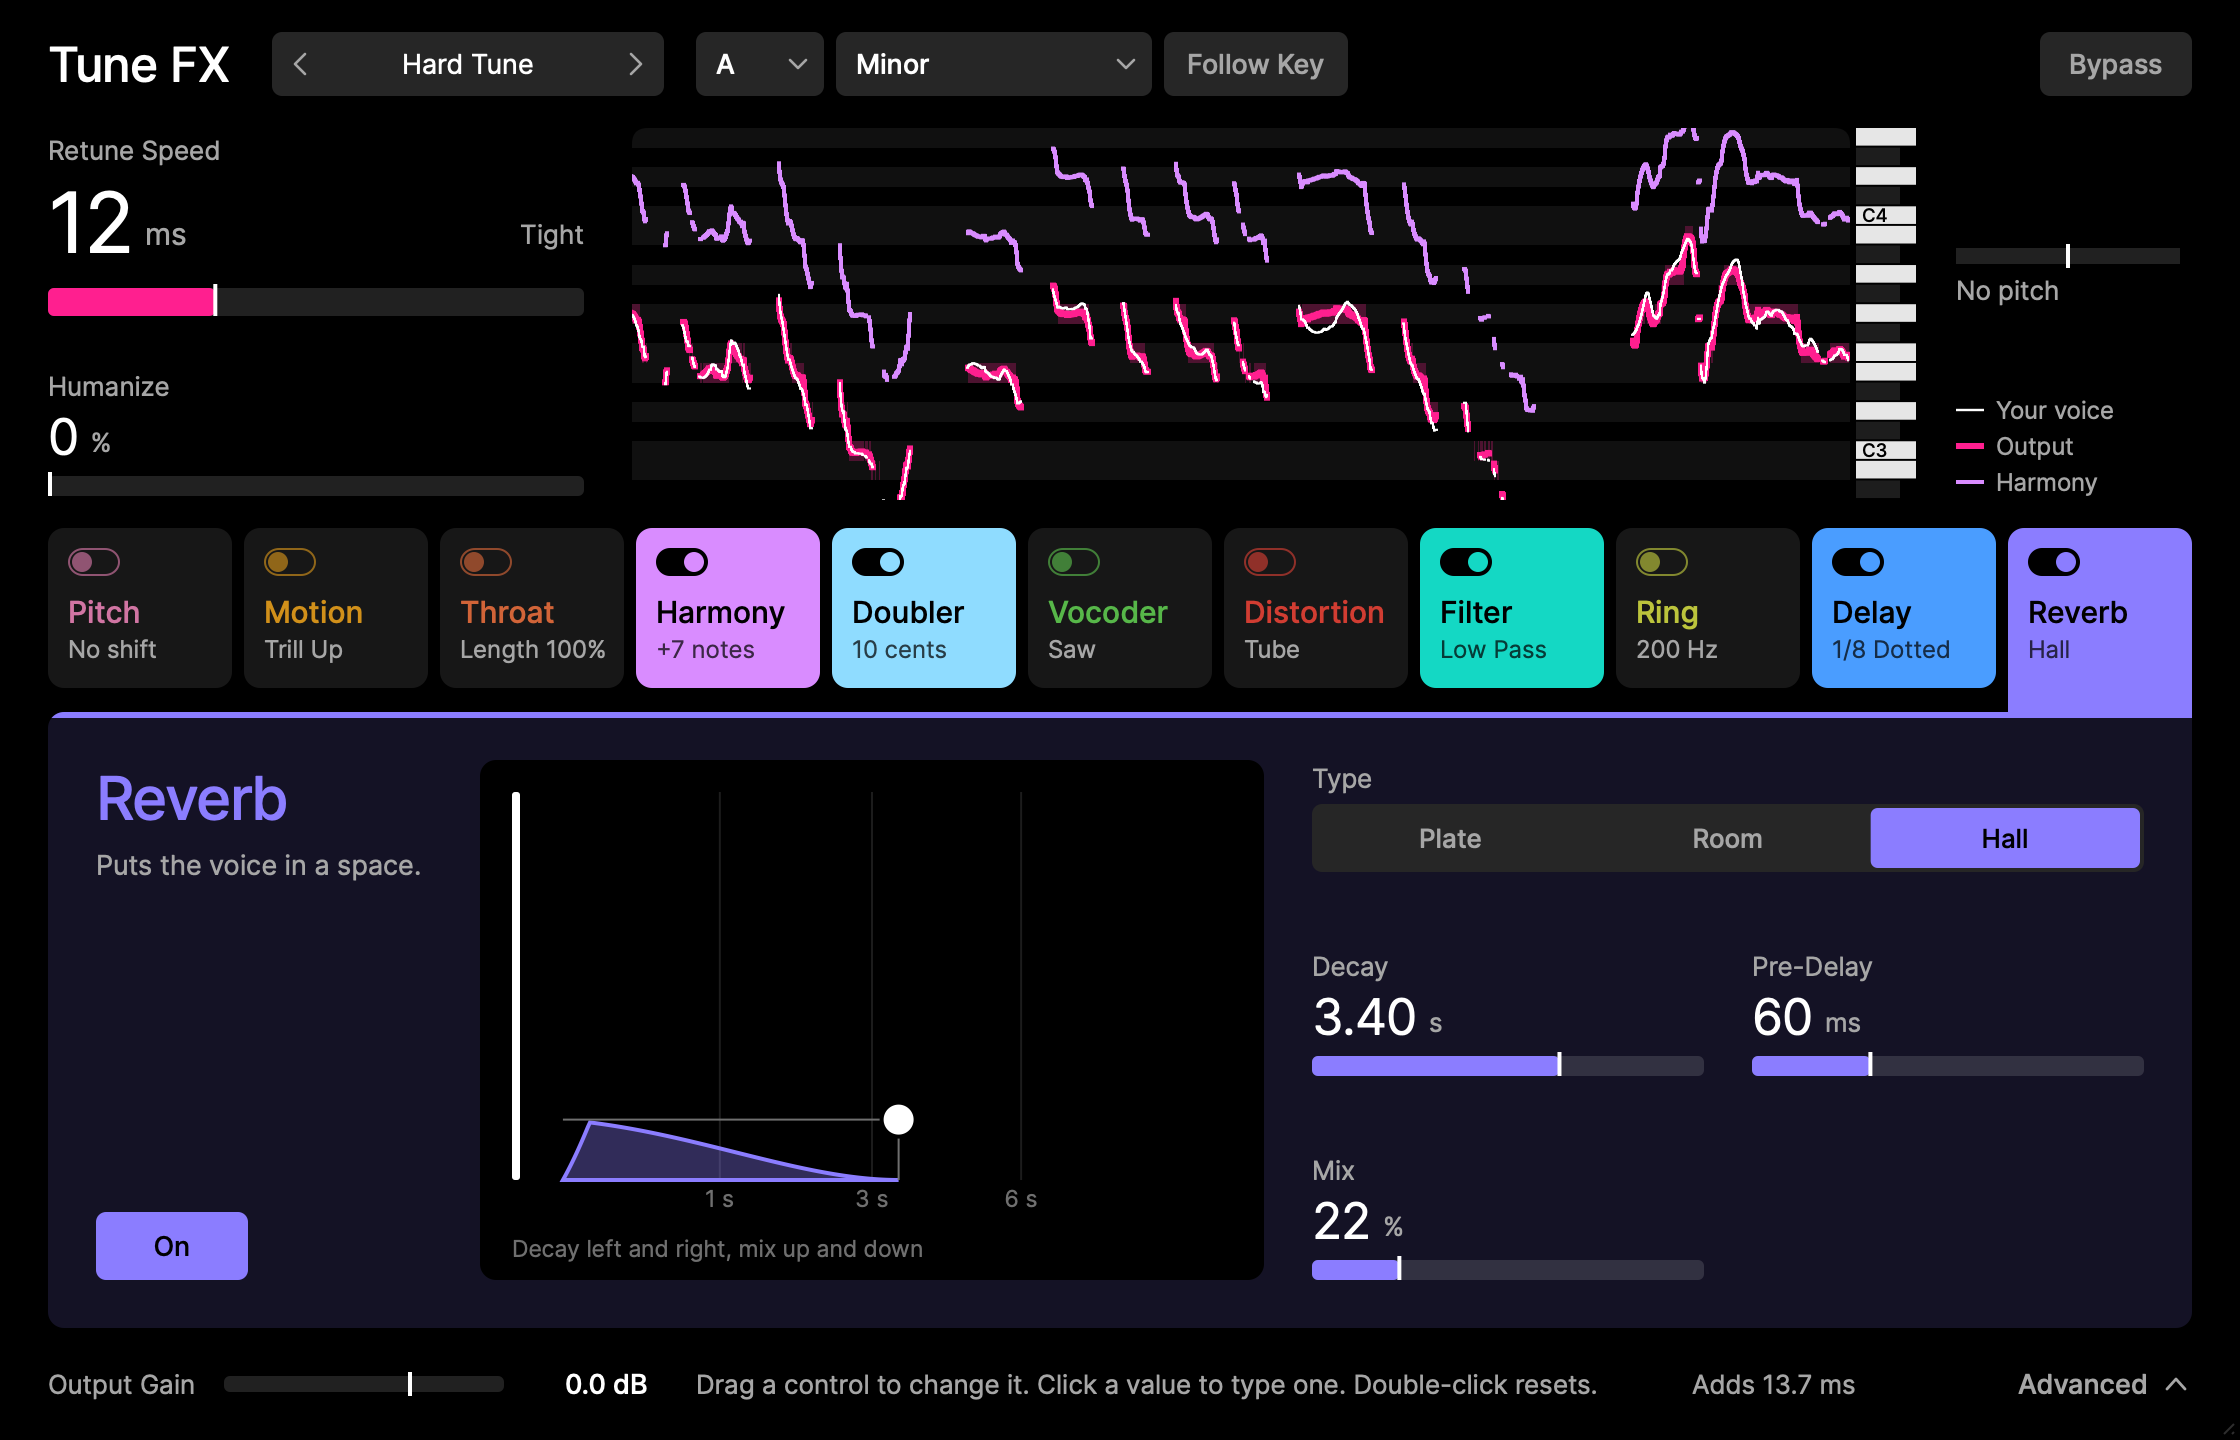 Tune FX
Hard Tune
A
Minor
Follow Key
Bypass
Retune Speed
12 ms
Tight
Humanize
0 %
C4
C3
No pitch
Your voice
Output
Harmony
Pitch
No shift
Motion
Trill Up
Throat
Length 100%
Harmony
+7 notes
Doubler
10 cents
Vocoder
Saw
Distortion
Tube
Filter
Low Pass
Ring
200 Hz
Delay
1/8 Dotted
Reverb
Hall
Reverb
Puts the voice in a space.
On
1 s
3 s
6 s
Decay left and right, mix up and down
Type
Plate
Room
Hall
Decay
3.40 s
Pre-Delay
60 ms
Mix
22 %
Output Gain
0.0 dB
Drag a control to change it. Click a value to type one. Double-click resets.
Adds 13.7 ms
Advanced